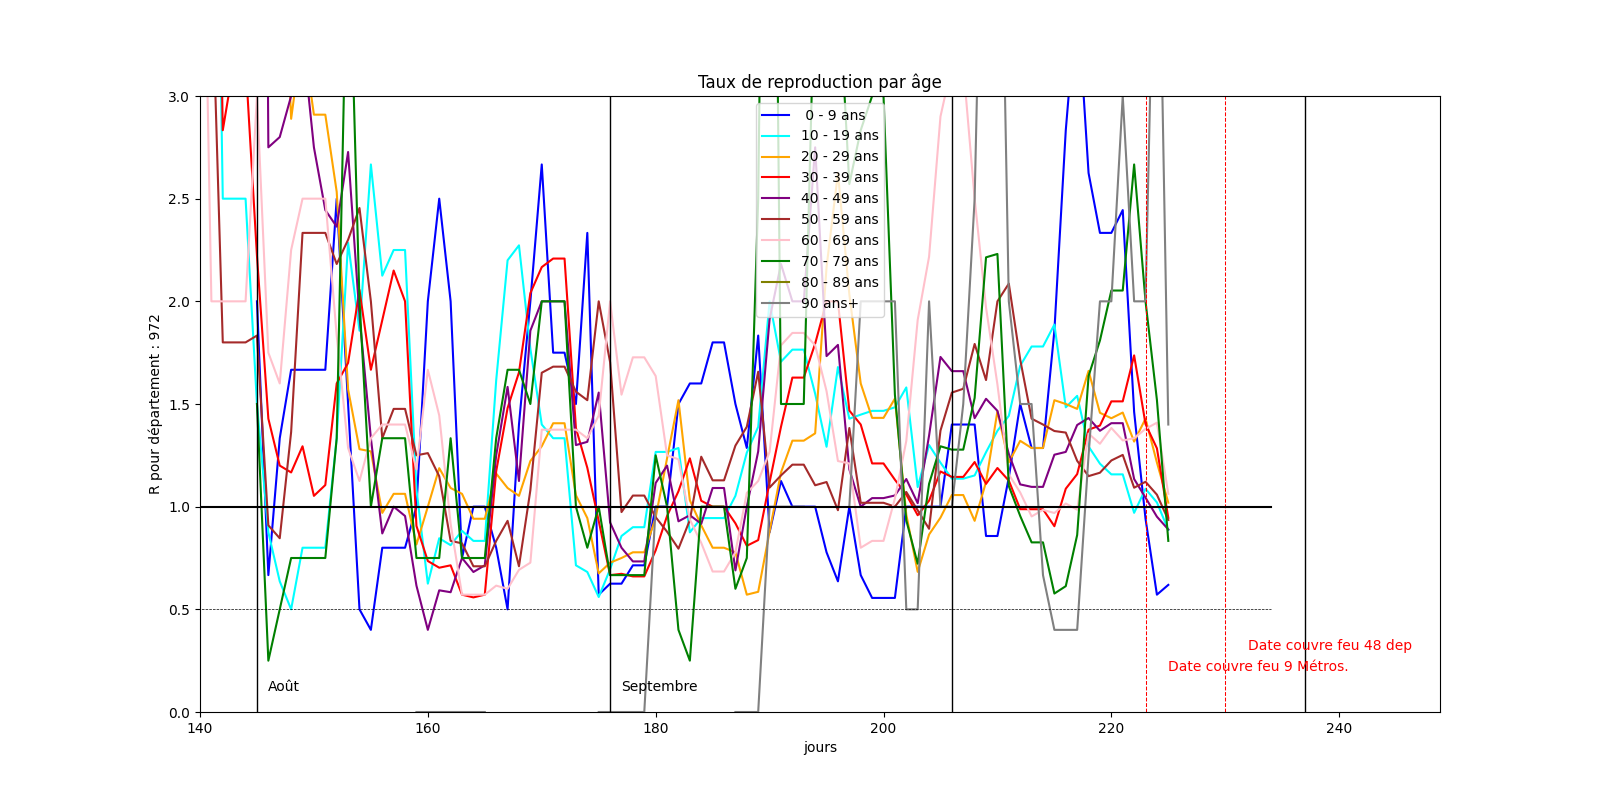 Taux de reproduction par âge
3.0
2.5
2.0
1.5
1.0
0.5
0.0
R pour département : 972
0 - 9 ans
10 - 19 ans
20 - 29 ans
30 - 39 ans
40 - 49 ans
50 - 59 ans
60 - 69 ans
70 - 79 ans
80 - 89 ans
90 ans+
Date couvre feu 48 dep
Date couvre feu 9 Métros.
Août
Septembre
140
160
180
200
220
240
jours